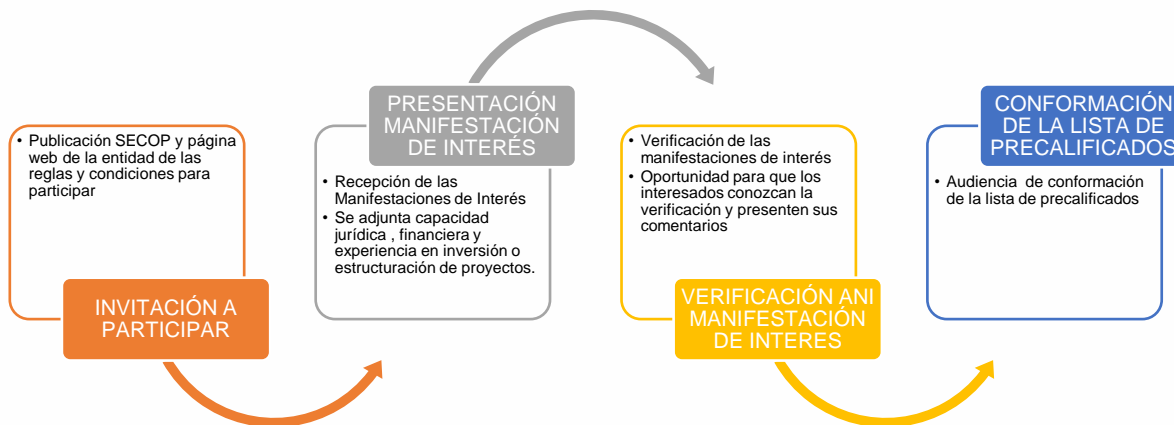 • Publicación SECOP y página
web de la entidad de las
reglas y condiciones para
participar
INVITACIÓN A
PARTICIPAR
PRESENTACIÓN
MANIFESTACIÓN
DE INTERÉS
• Recepción de las
Manifestaciones de Interés
• Se adjunta capacidad
jurídica , financiera y
experiencia en inversión o
estructuración de proyectos.
• Verificación de las
manifestaciones de interés
• Oportunidad para que los
interesados conozcan la
verificación y presenten sus
comentarios
VERIFICACIÓN ANI
MANIFESTACIÓN
DE INTERES
CONFORMACIÓN
DE LA LISTA DE
PRECALIFICADOS
• Audiencia de conformación
de la lista de precalificados